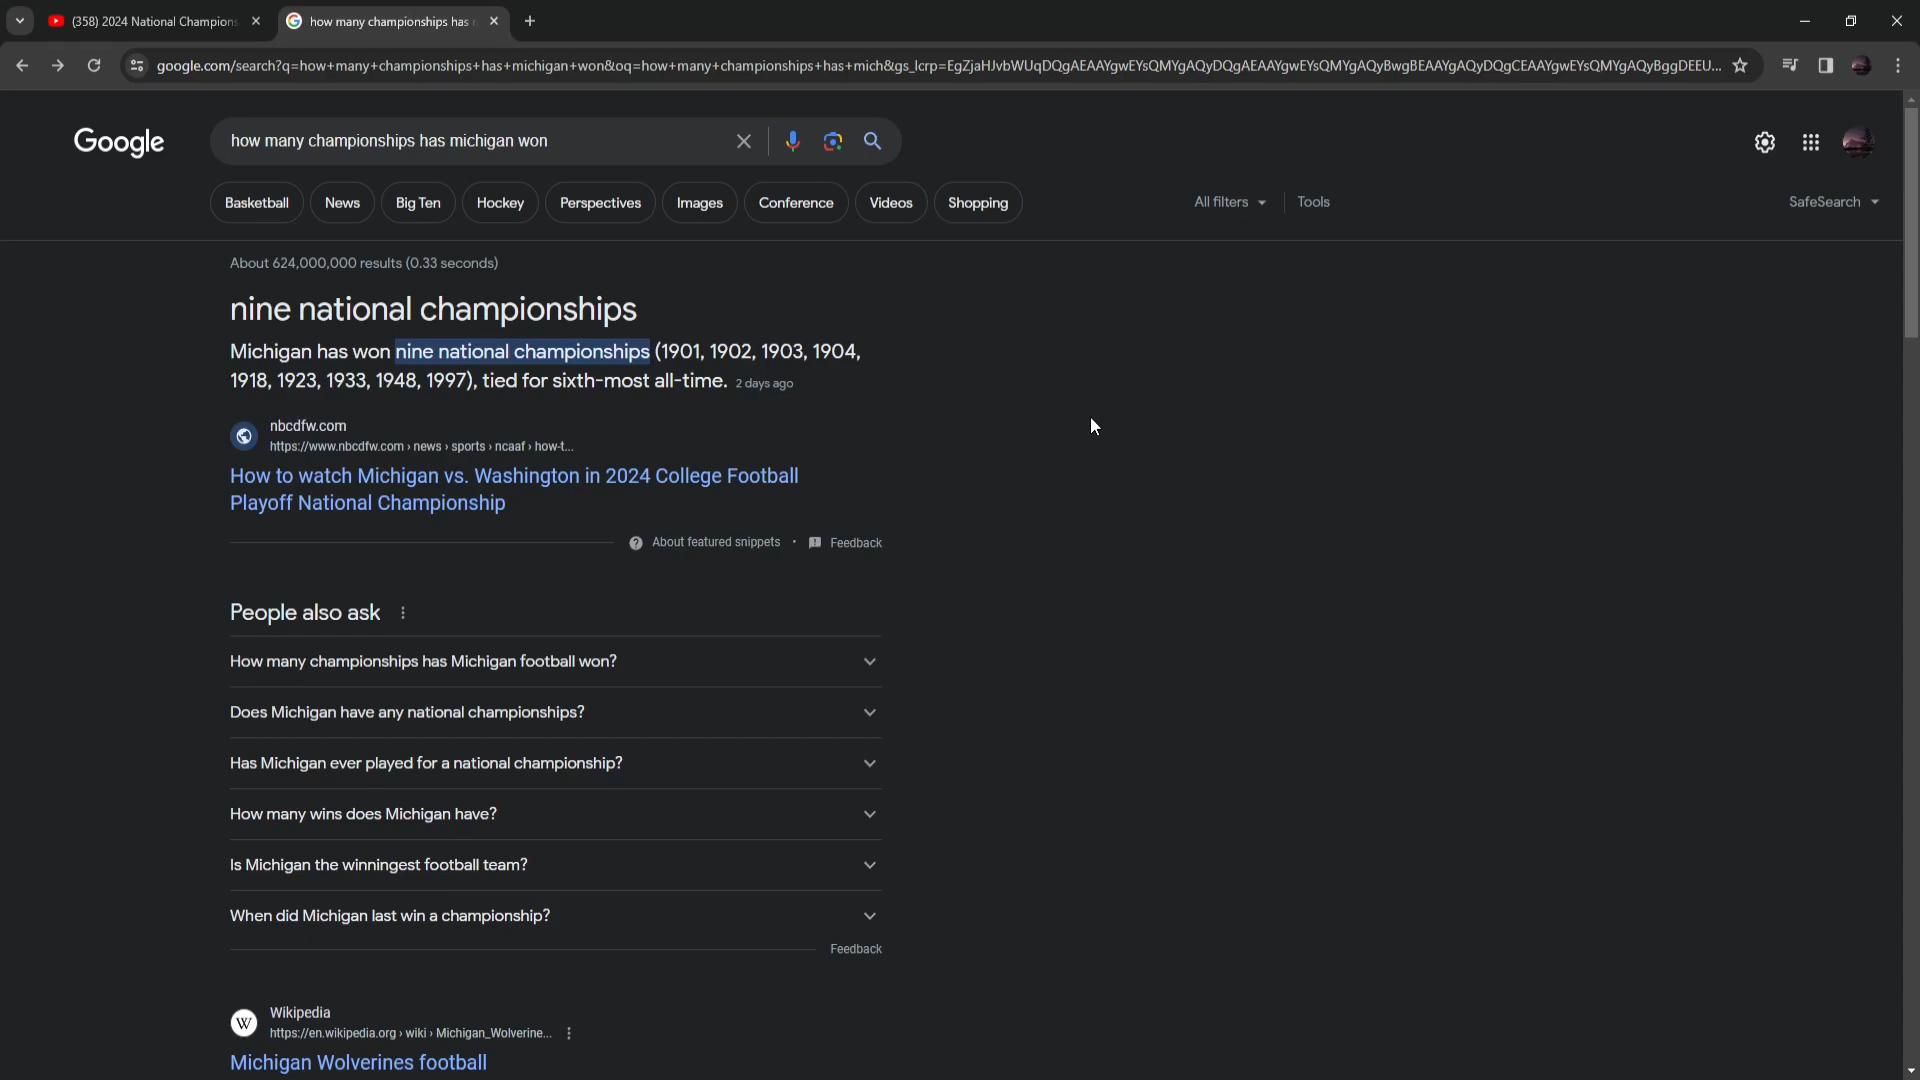 (358) 2024 National Champion
how many championships has
google.com/search?q=how+many+championships+has+michigan+won&oq=how+many+championships+has+mich&gs_lcrp=EgZjaHJvbWUqDQgAEAAYgwEYsQMYgAQyDQgAEAAYgwEYsQMYgAQyBwgBEAAYgAQyDQgCEAAYgwEYsQMYgAQyBggDEEU...
Google
how many championships has michigan won
Basketball
News
Big Ten
Hockey
Perspectives
Images
Conference
Videos
Shopping
All filters
Tools
SafeSearch
About 624,000,000 results (0.33 seconds)
nine national championships
Michigan has won nine national championships (1901, 1902, 1903, 1904,
1918, 1923, 1933, 1948, 1997), tied for sixth-most all-time. 2 days ago
nbcdfw.com
https://www.nbcdfw.com › news › sports › ncaaf › how-t...
How to watch Michigan vs. Washington in 2024 College Football
Playoff National Championship
About featured snippets • Feedback
People also ask
How many championships has Michigan football won?
Does Michigan have any national championships?
Has Michigan ever played for a national championship?
How many wins does Michigan have?
Is Michigan the winningest football team?
When did Michigan last win a championship?
Feedback
W
Wikipedia
https://en.wikipedia.org › wiki › Michigan_Wolverine...
Michigan Wolverines football